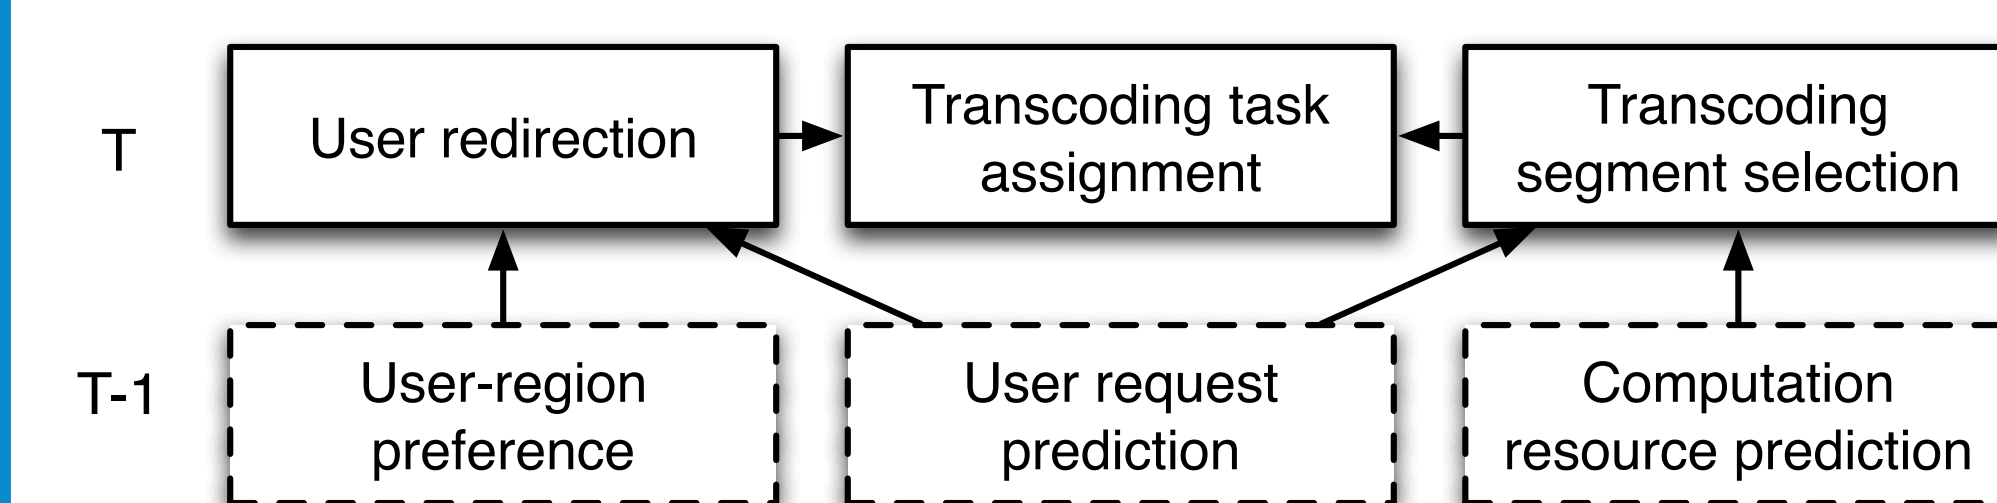 T
User redirection
Transcoding task
assignment
Transcoding
segment selection
T-1
User-region
preference
User request
prediction
Computation
resource prediction